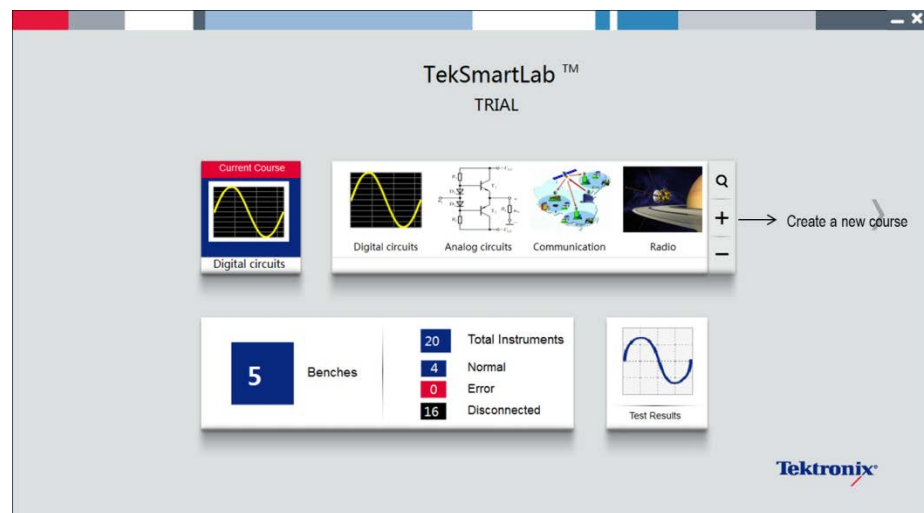 TekSmartLab ™
TRIAL
Current Course
Digital circuits
Digital circuits
Analog circuits
Communication
Radio
Create a new course
5
Benches
20 Total Instruments
4 Normal
0 Error
16 Disconnected
Test Results
Tektronix